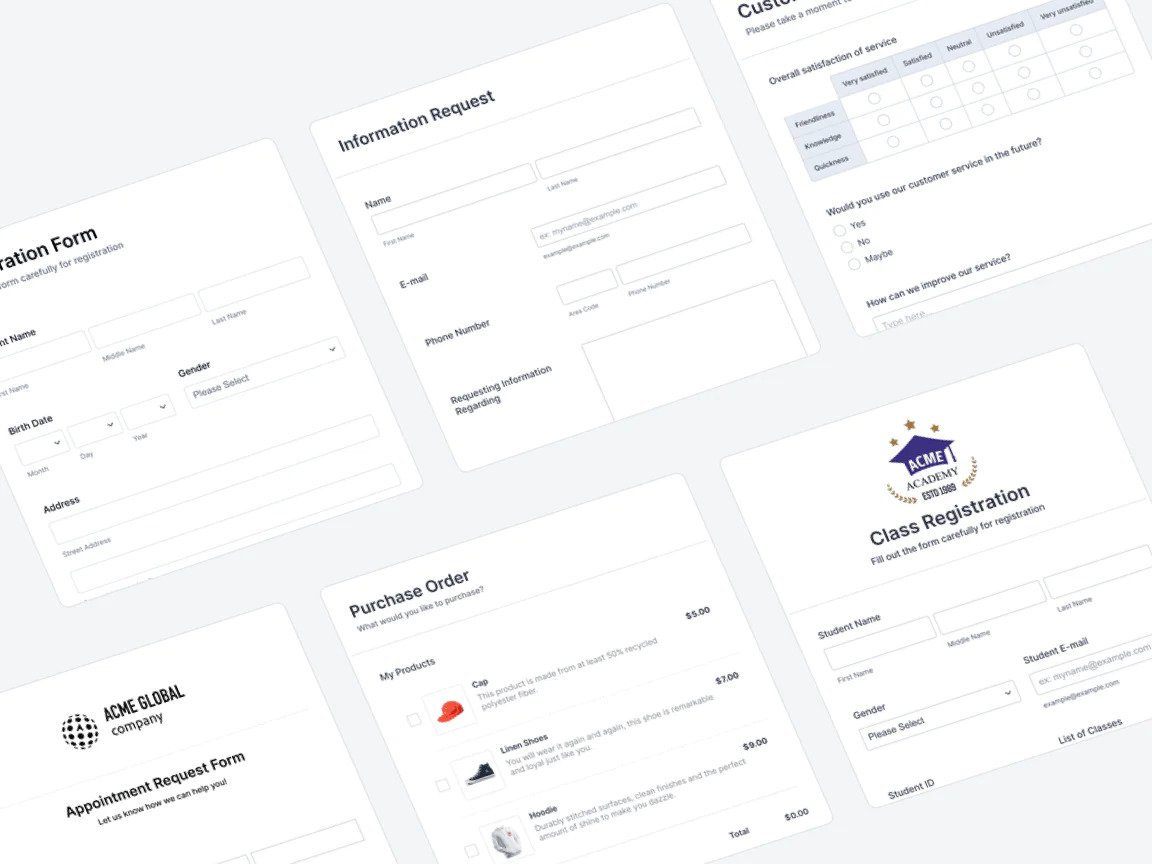 ration Form
form carefully for registration
nt Name
rst Name
Middle Name
Last Name
Birth Date
Month
Day
Year
Gender
Please Select
Address
Street Address
Information Request
Name
First Name
Last Name
E-mail
ex: myname@example.com
example@example.com
Phone Number
Area Code
Phone Number
Requesting Information
Regarding
Custo
Please take a moment
Overall satisfaction of service
Very satisfied
Satisfied
Neutral
Unsatisfied
Very unsatisfied
Friendliness
Knowledge
Quickness
Would you use our customer service in the future?
Yes
No
Maybe
How can we improve our service?
Type here...
ACME GLOBAL
company
Appointment Request Form
Let us know how we can help you!
Purchase Order
What would you like to purchase?
My Products
Cap
$5.00
This product is made from at least 50% recycled
polyester fiber.
Linen Shoes
$7.00
You will wear it again and again, this shoe is remarkable
and loyal just like you.
Hoodie
$9.00
Durably stitched surfaces, clean finishes and the perfect
amount of shine to make you dazzle.
Total
$0.00
ACME
ACADEMY
ESTD 1989
Class Registration
Fill out the form carefully for registration
Student Name
First Name
Middle Name
Last Name
Gender
Please Select
Student E-mail
ex: myname@example.com
example@example.com
Student ID
List of Classes